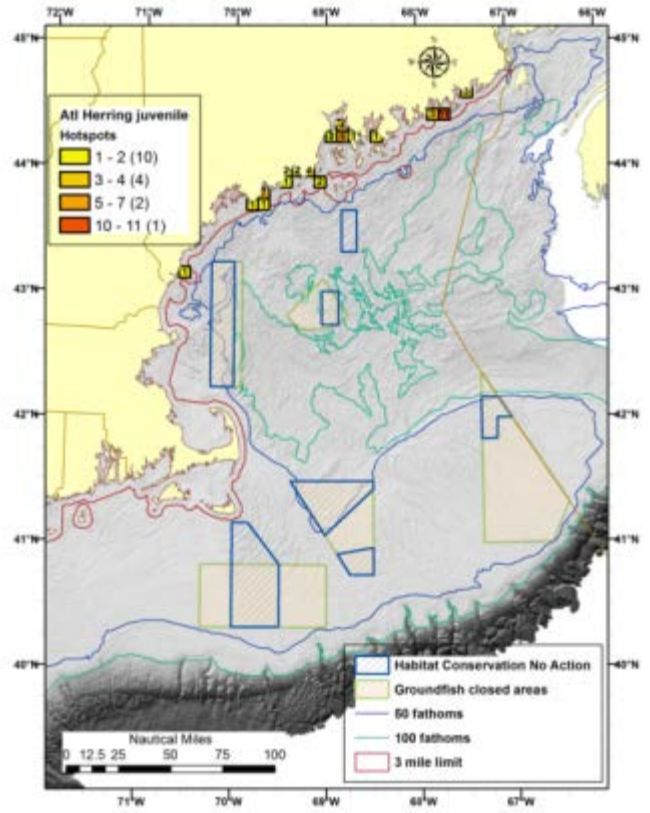 72°W 71°W 70°W 68°W 68°W 67°W 66°W
45°N 45°N
Atl Herring juvenile
Hotspots
1 - 2 (10)
3 - 4 (4)
5 - 7 (2)
10 - 11 (1)
44°N 44°N
43°N 43°N
42°N 42°N
41°N 41°N
40°N 40°N
Habitat Conservation No Action
Groundfish closed areas
50 fathoms
100 fathoms
3 mile limit
Nautical Miles
0 12.5 25 50 75 100
71°W 70°W 68°W 68°W 67°W